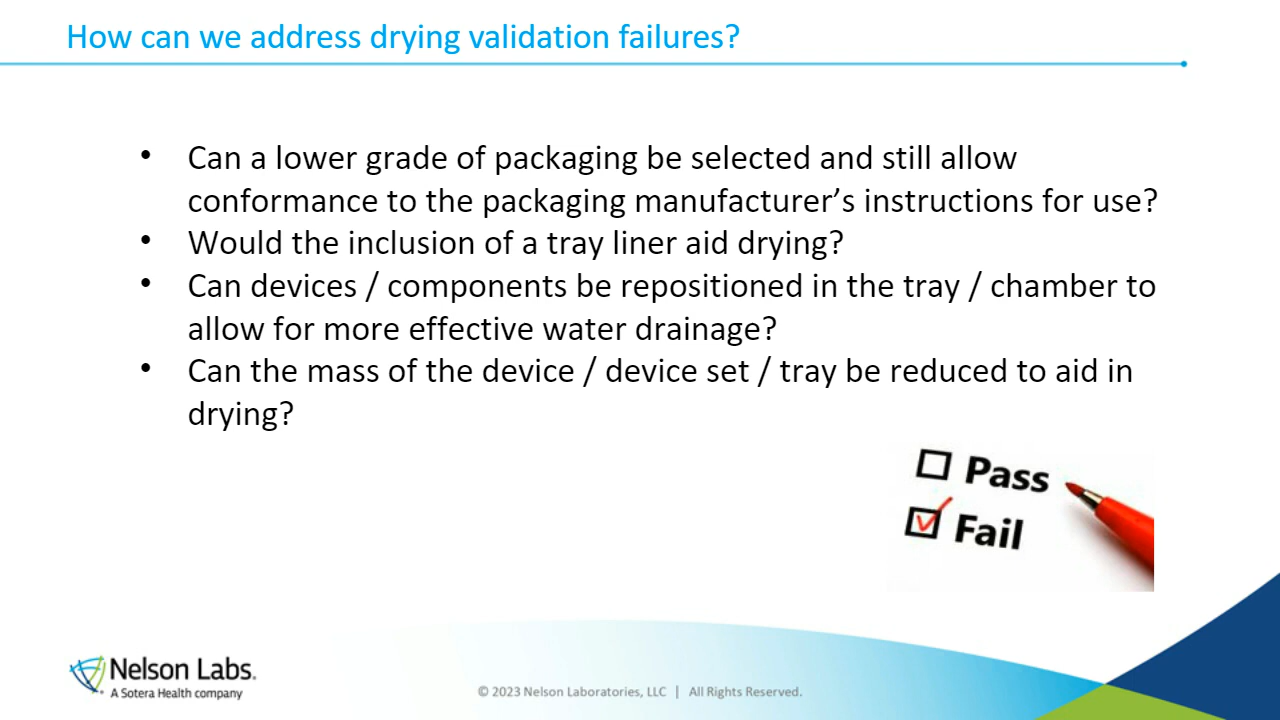 How can we address drying validation failures?
• Can a lower grade of packaging be selected and still allow
conformance to the packaging manufacturer’s instructions for use?
• Would the inclusion of a tray liner aid drying?
• Can devices / components be repositioned in the tray / chamber to
allow for more effective water drainage?
• Can the mass of the device / device set / tray be reduced to aid in
drying?
Pass
Fail
Nelson Labs.
A Sotera Health company
© 2023 Nelson Laboratories, LLC | All Rights Reserved.